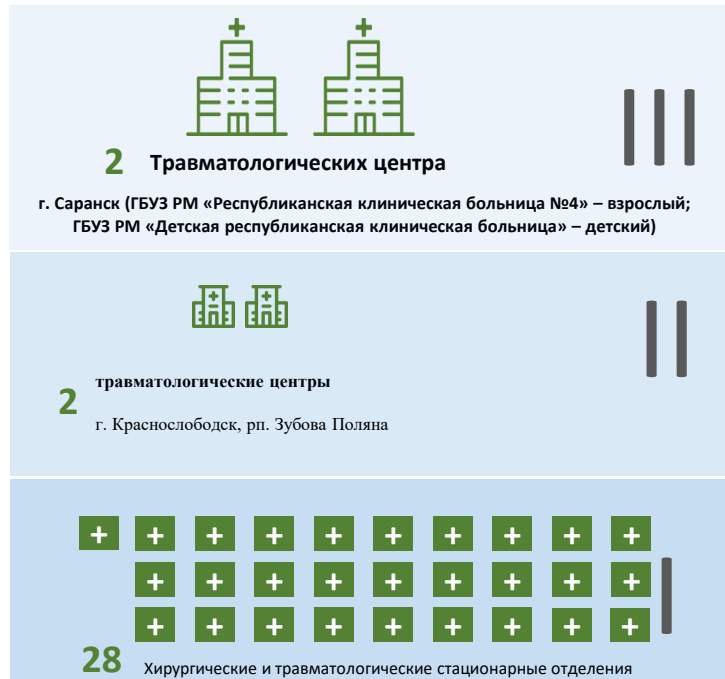 2 Травматологических центра
г. Саранск (ГБУЗ РМ «Республиканская клиническая больница №4» – взрослый;
ГБУЗ РМ «Детская республиканская клиническая больница» – детский)
травматологические центры
2
г. Краснослободск, рп. Зубова Поляна
28 Хирургические и травматологические стационарные отделения